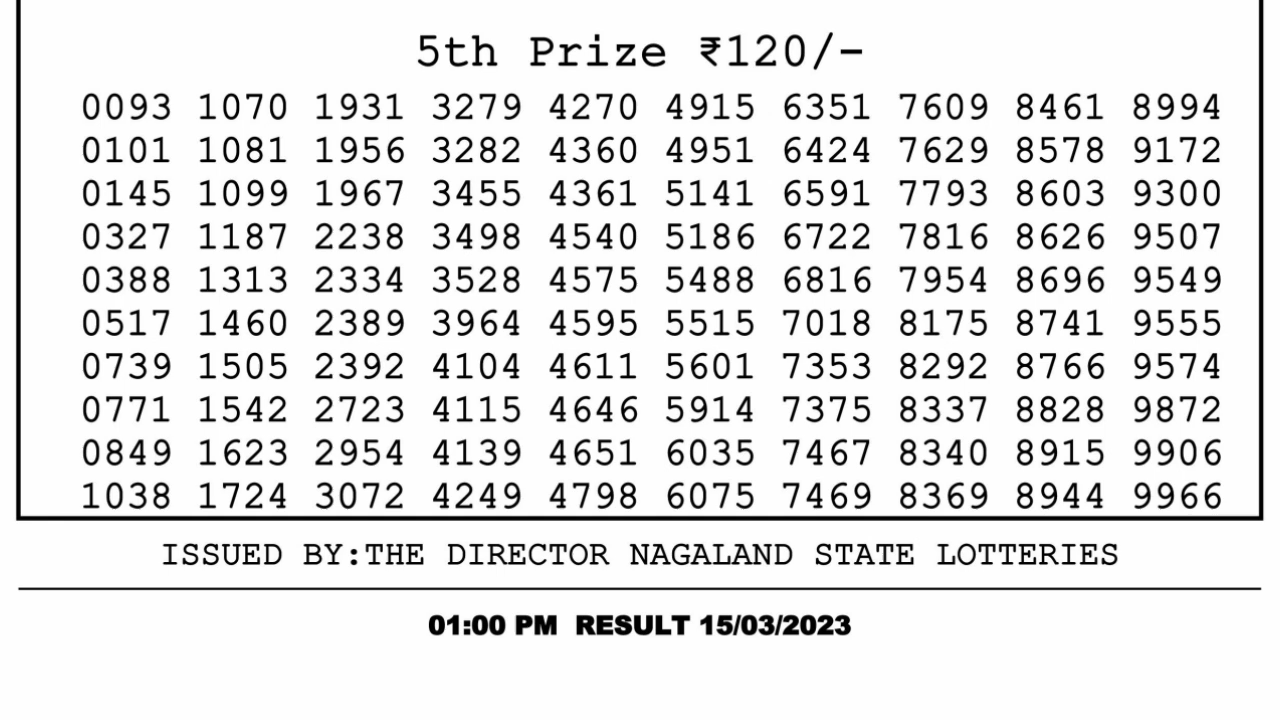 5th Prize ₹120/-
0093 1070 1931 3279 4270 4915 6351 7609 8461 8994
0101 1081 1956 3282 4360 4951 6424 7629 8578 9172
0145 1099 1967 3455 4361 5141 6591 7793 8603 9300
0327 1187 2238 3498 4540 5186 6722 7816 8626 9507
0388 1313 2334 3528 4575 5488 6816 7954 8696 9549
0517 1460 2389 3964 4595 5515 7018 8175 8741 9555
0739 1505 2392 4104 4611 5601 7353 8292 8766 9574
0771 1542 2723 4115 4646 5914 7375 8337 8828 9872
0849 1623 2954 4139 4651 6035 7467 8340 8915 9906
1038 1724 3072 4249 4798 6075 7469 8369 8944 9966
ISSUED BY:THE DIRECTOR NAGALAND STATE LOTTERIES
01:00 PM RESULT 15/03/2023